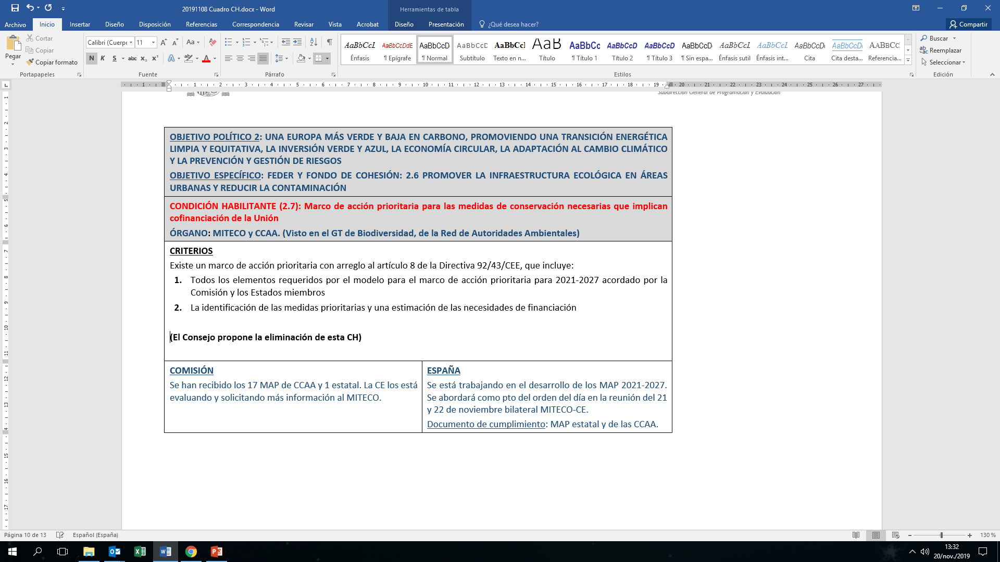 20191108 Cuadro CH.docx - Word
Herramientas de tabla
Archivo Inicio Insertar Diseño Disposición Referencias Correspondencia Revisar Vista Acrobat Diseño Presentación ¿Qué desea hacer? Compartir
Pegar
Cortar
Copiar
Copiar formato
Portapapeles
Calibri (Cuerpo 11
Fuente
Párrafo
AaBbCcL AaBbCcDdE AaBbCcD AaBbCcD AaBbCcl AaB AaBbCc AaBbCcD AaBbCcD AaBbCcD AaBbCcL AaBbCcL AaBbCcD AaBbCcD AaBbCc
Énfasis ¶ Epígrafe ¶ Normal Subtítulo Texto en n... Título ¶ Título 1 Título 2 ¶ Título 3 ¶ Sin espa... Énfasis sutil Énfasis int... Cita Cita desta... Referencia...
Estilos
Buscar
Reemplazar
Seleccionar
Edición
Subdirección General de Programación y Evaluación
OBJETIVO POLÍTICO 2: UNA EUROPA MÁS VERDE Y BAJA EN CARBONO, PROMOVIENDO UNA TRANSICIÓN ENERGÉTICA
LIMPIA Y EQUITATIVA, LA INVERSIÓN VERDE Y AZUL, LA ECONOMÍA CIRCULAR, LA ADAPTACIÓN AL CAMBIO CLIMÁTICO
Y LA PREVENCIÓN Y GESTIÓN DE RIESGOS
OBJETIVO ESPECÍFICO: FEDER Y FONDO DE COHESIÓN: 2.6 PROMOVER LA INFRAESTRUCTURA ECOLÓGICA EN ÁREAS
URBANAS Y REDUCIR LA CONTAMINACIÓN
CONDICIÓN HABILITANTE (2.7): Marco de acción prioritaria para las medidas de conservación necesarias que implican
cofinanciación de la Unión
ÓRGANO: MITECO y CCAA. (Visto en el GT de Biodiversidad, de la Red de Autoridades Ambientales)
CRITERIOS
Existe un marco de acción prioritaria con arreglo al artículo 8 de la Directiva 92/43/CEE, que incluye:
1. Todos los elementos requeridos por el modelo para el marco de acción prioritaria para 2021-2027 acordado por la
Comisión y los Estados miembros
2. La identificación de las medidas prioritarias y una estimación de las necesidades de financiación
(El Consejo propone la eliminación de esta CH)
COMISIÓN
Se han recibido los 17 MAP de CCAA y 1 estatal. La CE los está
evaluando y solicitando más información al MITECO.
ESPAÑA
Se está trabajando en el desarrollo de los MAP 2021-2027.
Se abordará como pto del orden del día en la reunión del 21
y 22 de noviembre bilateral MITECO-CE.
Documento de cumplimiento: MAP estatal y de las CCAA.
Página 10 de 13 Español (España) 130 %
13:32
20/nov./2019